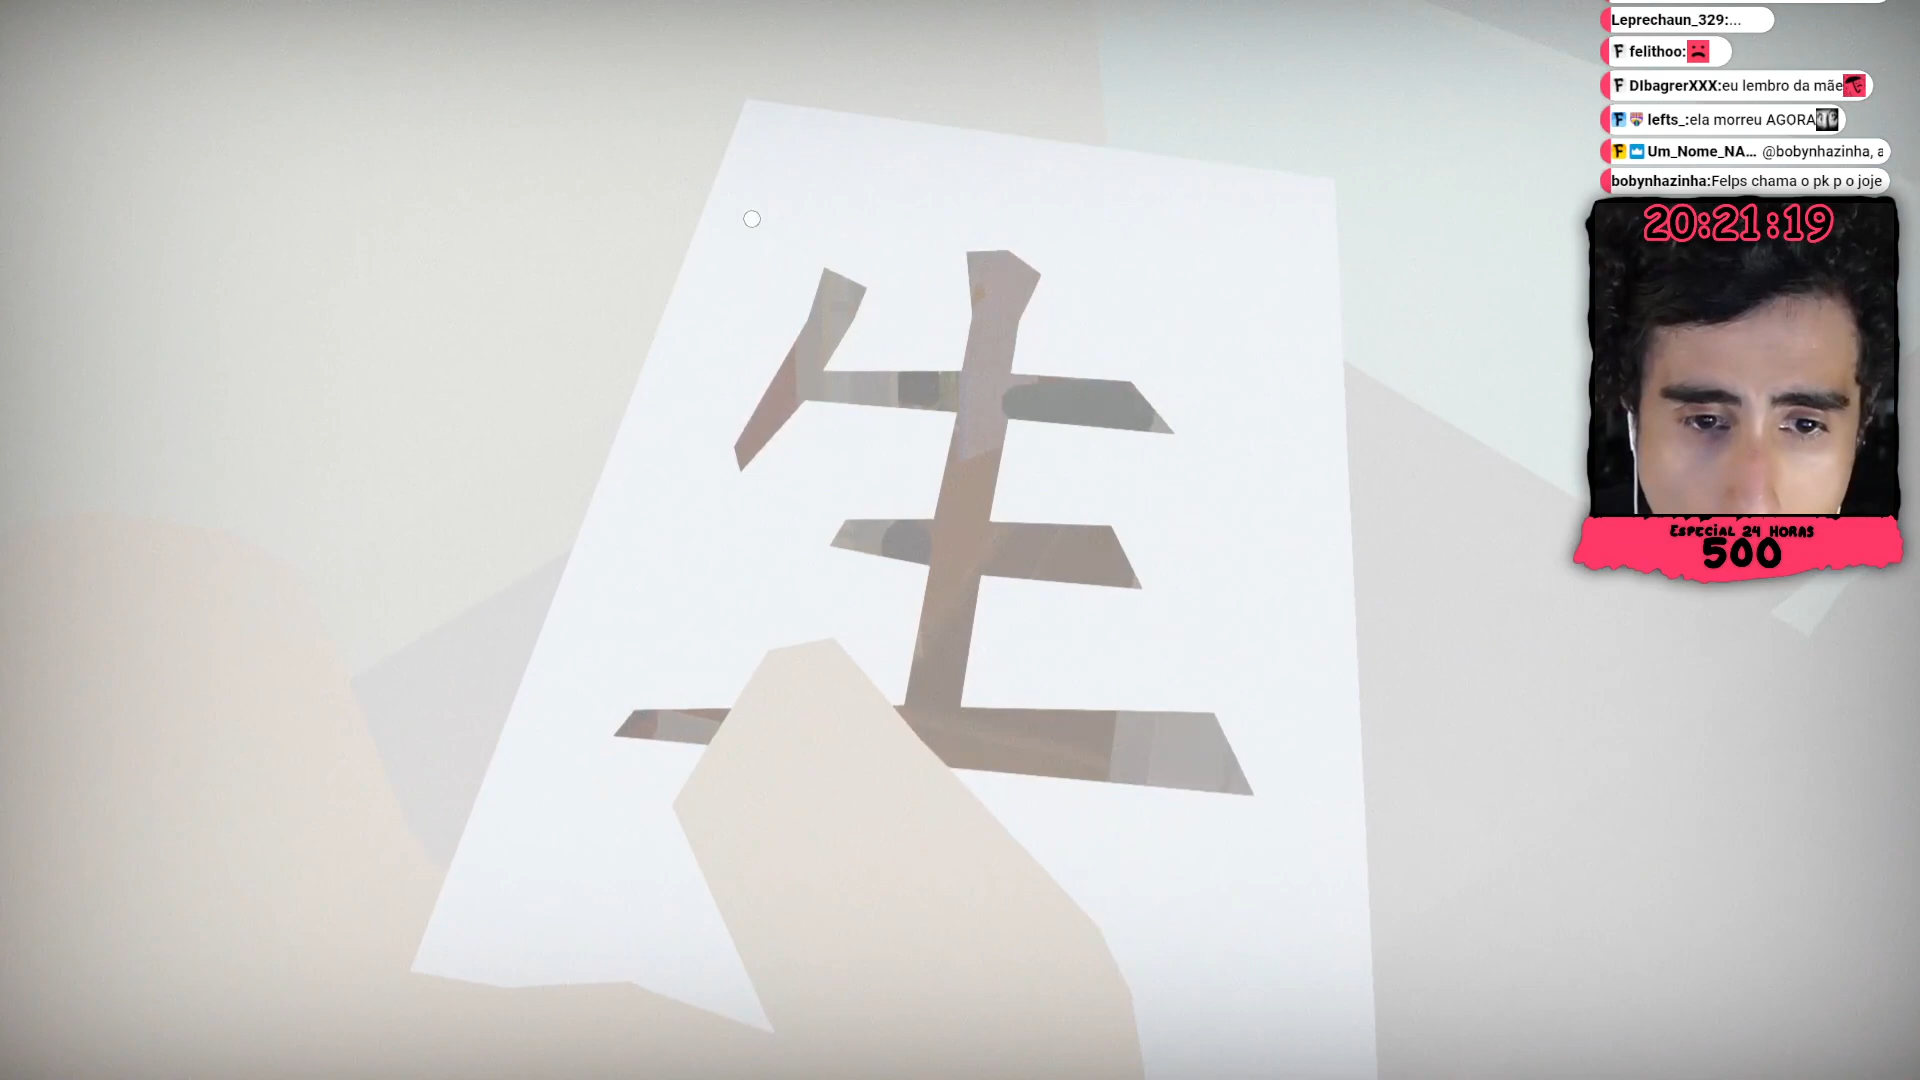 Leprechaun_329:...
felithoo:
DIbagrerXXX:eu lembro da mãe
lefts_:ela morreu AGORA
Um_Nome_NA... @bobynhazinha, a
bobynhazinha:Felps chama o pk p o joje
20:21:19
生
ESPECIAL 24 HORAS
500